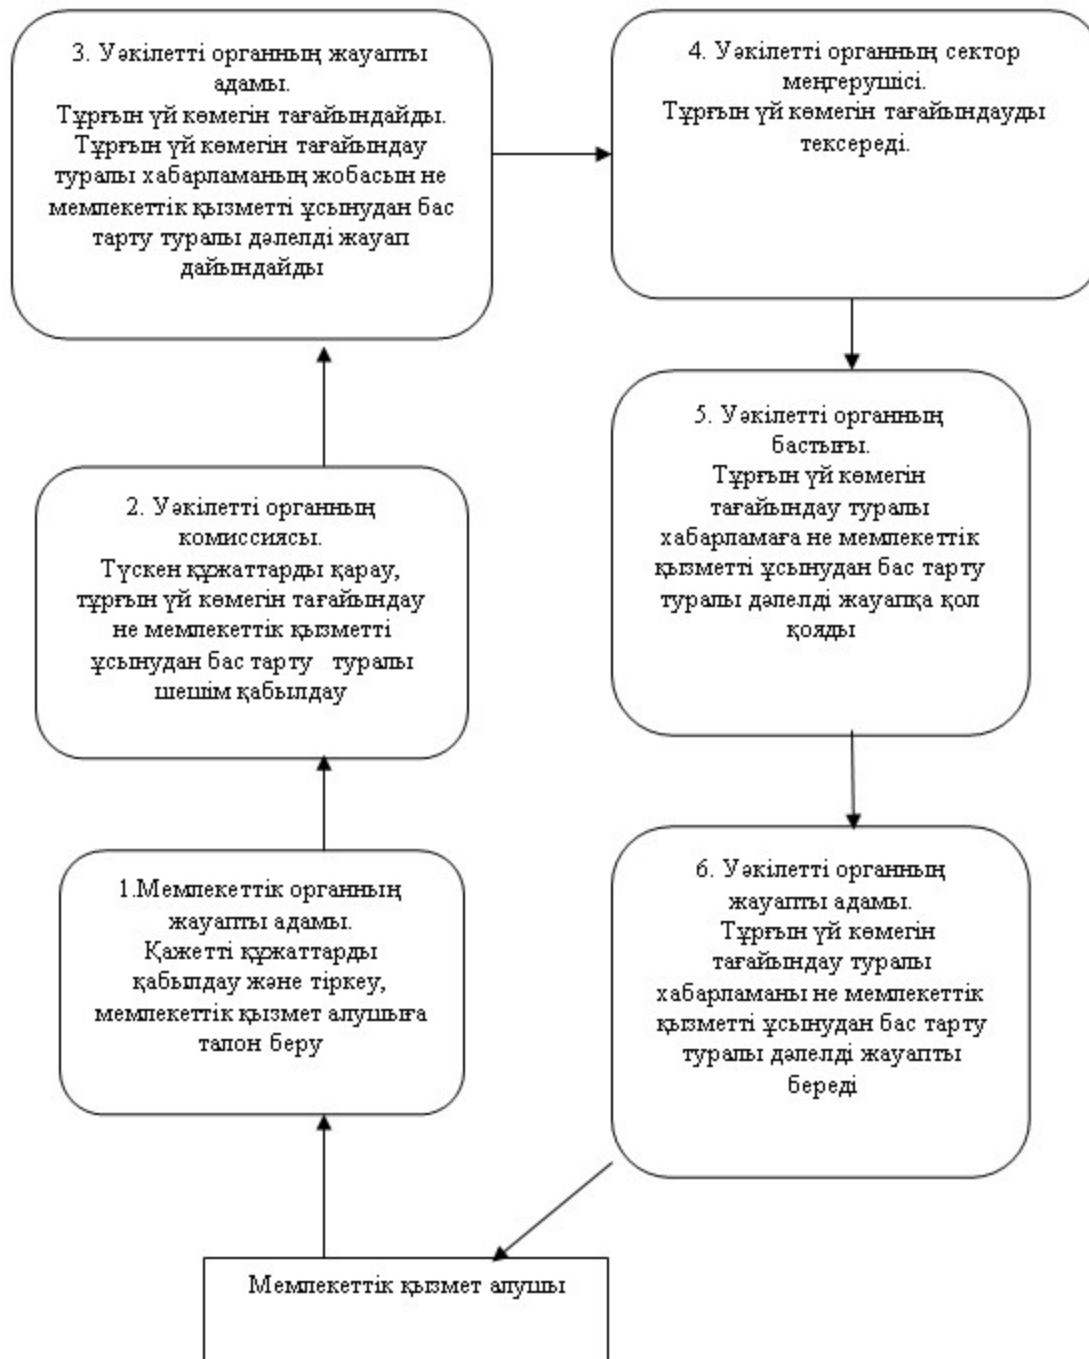 3. Уәкілетті органның жауапты
адамы.
Тұрғын үй көмегін тағайындайды.
Тұрғын үй көмегін тағайындау
туралы хабарламаның жобасын не
мемлекеттік қызметті ұсынудан бас
тарту туралы дәлелді жауап
дайындайды
4. Уәкілетті органның сектор
меңгерушісі.
Тұрғын үй көмегін тағайындауды
тексереді.
5. Уәкілетті органның
бастығы.
Тұрғын үй көмегін
тағайындау туралы
хабарламаға не мемлекеттік
қызметті ұсынудан бас тарту
туралы дәлелді жауапқа қол
қояды
2. Уәкілетті органның
комиссиясы.
Түскен құжаттарды қарау,
тұрғын үй көмегін тағайындау
не мемлекеттік қызметті
ұсынудан бас тарту туралы
шешім қабылдау
1.Мемлекеттік органның
жауапты адамы.
Қажетті құжаттарды
қабылдау және тіркеу,
мемлекеттік қызмет алушыға
талон беру
6. Уәкілетті органның
жауапты адамы.
Тұрғын үй көмегін
тағайындау туралы
хабарламаны не мемлекеттік
қызметті ұсынудан бас тарту
туралы дәлелді жауапты
береді
Мемлекеттік қызмет алушы